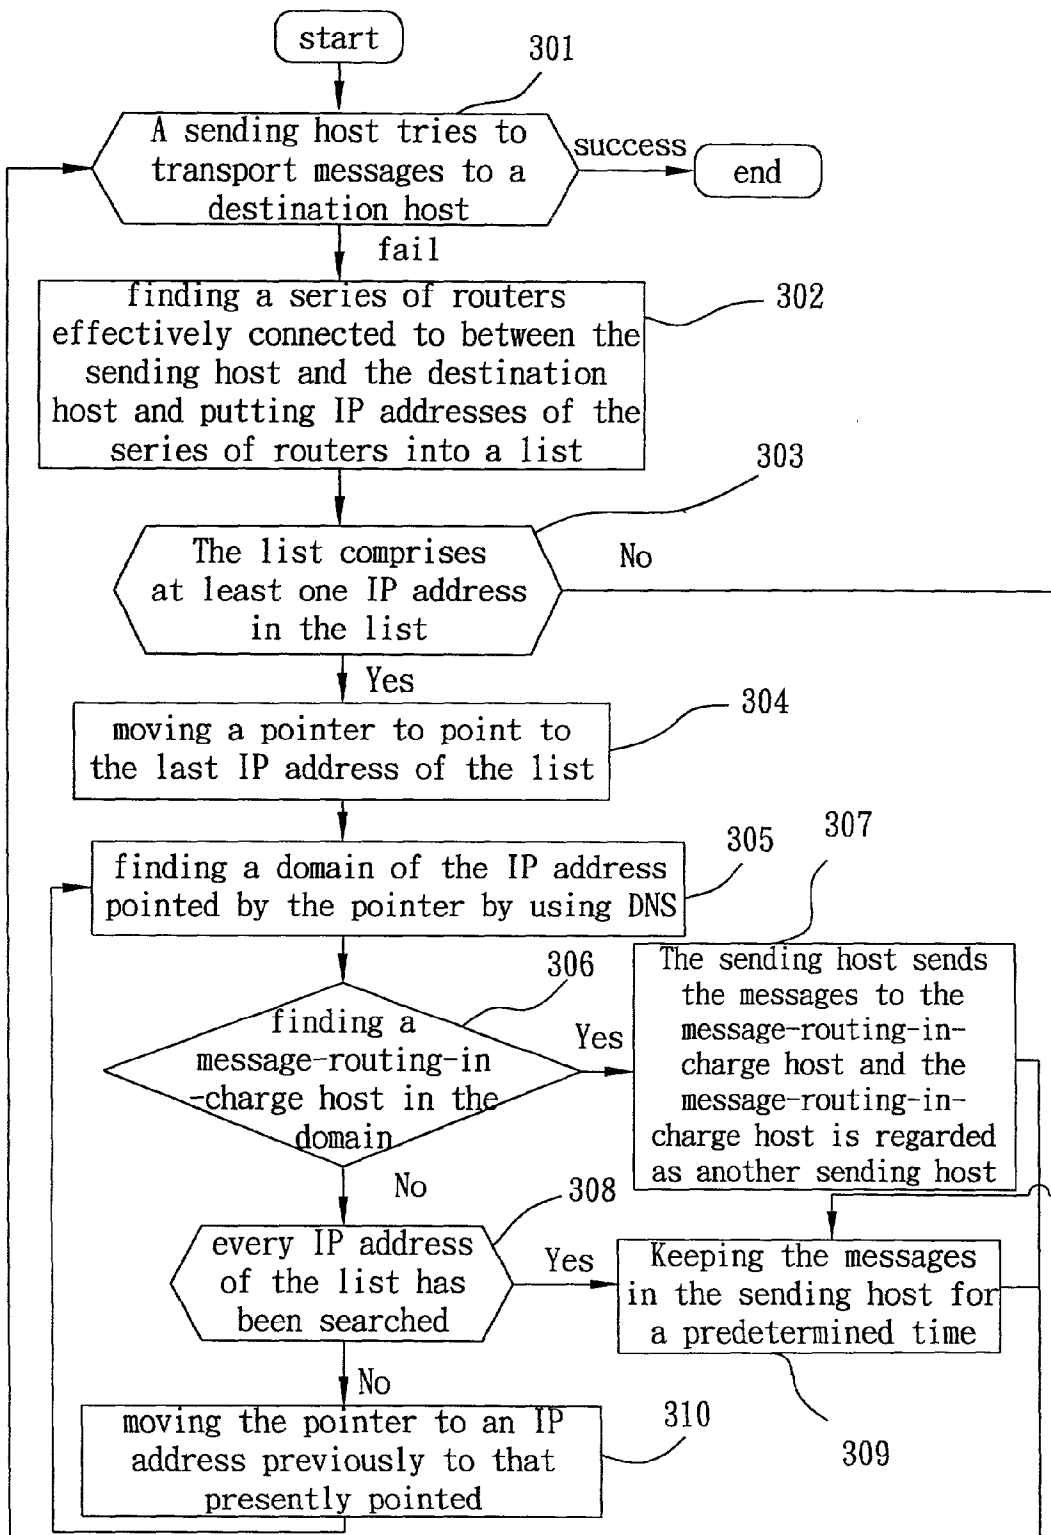 start
301
A sending host tries to
transport messages to a
destination host
success
end
fail
302
finding a series of routers
effectively connected to between the
sending host and the destination
host and putting IP addresses of the
series of routers into a list
303
The list comprises
at least one IP address
in the list
No
Yes
304
moving a pointer to point to
the last IP address of the list
305
finding a domain of the IP address
pointed by the pointer by using DNS
307
306
finding a
message-routing-in
-charge host in the
domain
Yes
The sending host sends
the messages to the
message-routing-in-
charge host and the
message-routing-in-
charge host is regarded
as another sending host
No
308
every IP address
of the list has
been searched
Yes
Keeping the messages
in the sending host for
a predetermined time
No
309
310
moving the pointer to an IP
address previously to that
presently pointed